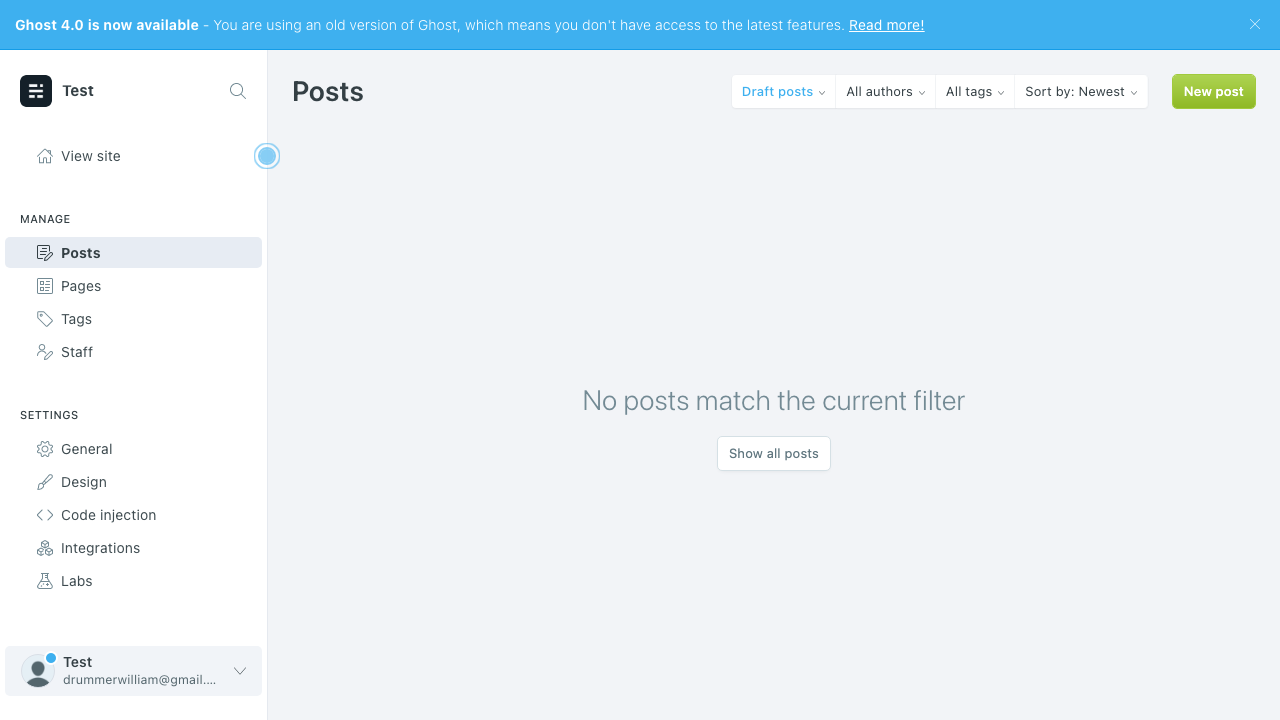 Ghost 4.0 is now available - You are using an old version of Ghost, which means you don't have access to the latest features. Read more!
Test
View site
MANAGE
Posts
Pages
Tags
Staff
SETTINGS
General
Design
Code injection
Integrations
Labs
Test
drummerwilliam@gmail....
Posts
Draft posts
All authors
All tags
Sort by: Newest
New post
No posts match the current filter
Show all posts